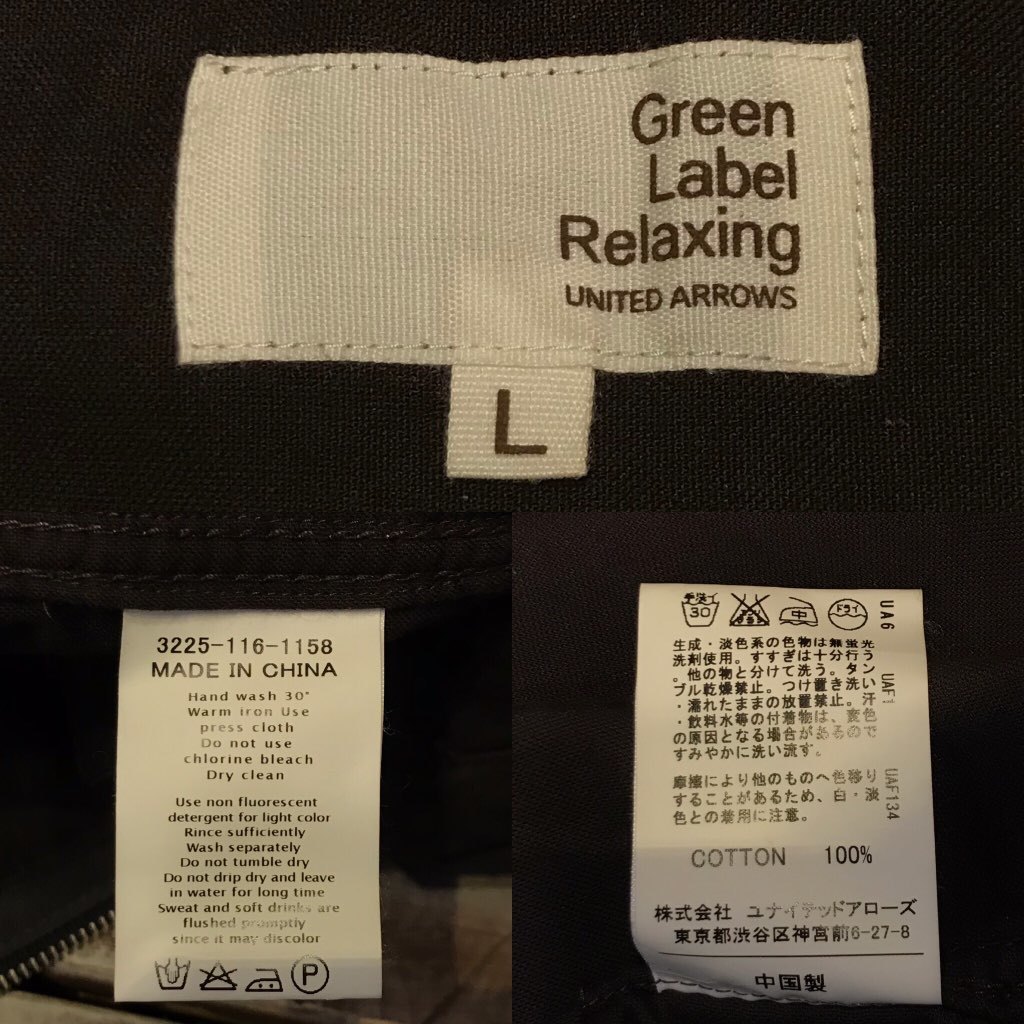 Green
Label
Relaxing
UNITED ARROWS
L
3225-116-1158
MADE IN CHINA
Hand wash 30°
Warm iron Use
press cloth
Do not use
chlorine bleach
Dry clean
Use non fluorescent
detergent for light color
Rince sufficiently
Wash separately
Do not tumble dry
Do not drip dry and leave
in water for long time
Sweat and soft drinks are
flushed promptly
since it may discolor
P
手洗イ
30
中
ドライ
UA6
生成・淡色系の色物は無蛍光
洗剤使用。すすぎは十分行う
。他の物と分けて洗う。タン
ブル乾燥禁止。つけ置き洗い
・濡れたままの放置禁止。汗
・飲料水等の付着物は、変色
の原因となる場合があるので
すみやかに洗い流す。
UAF1
摩擦により他のものへ色移り
することがあるため、白・淡
色との着用に注意。
UAF134
COTTON 100%
株式会社 ユナイテッドアローズ
東京都渋谷区神宮前6-27-8
中国製